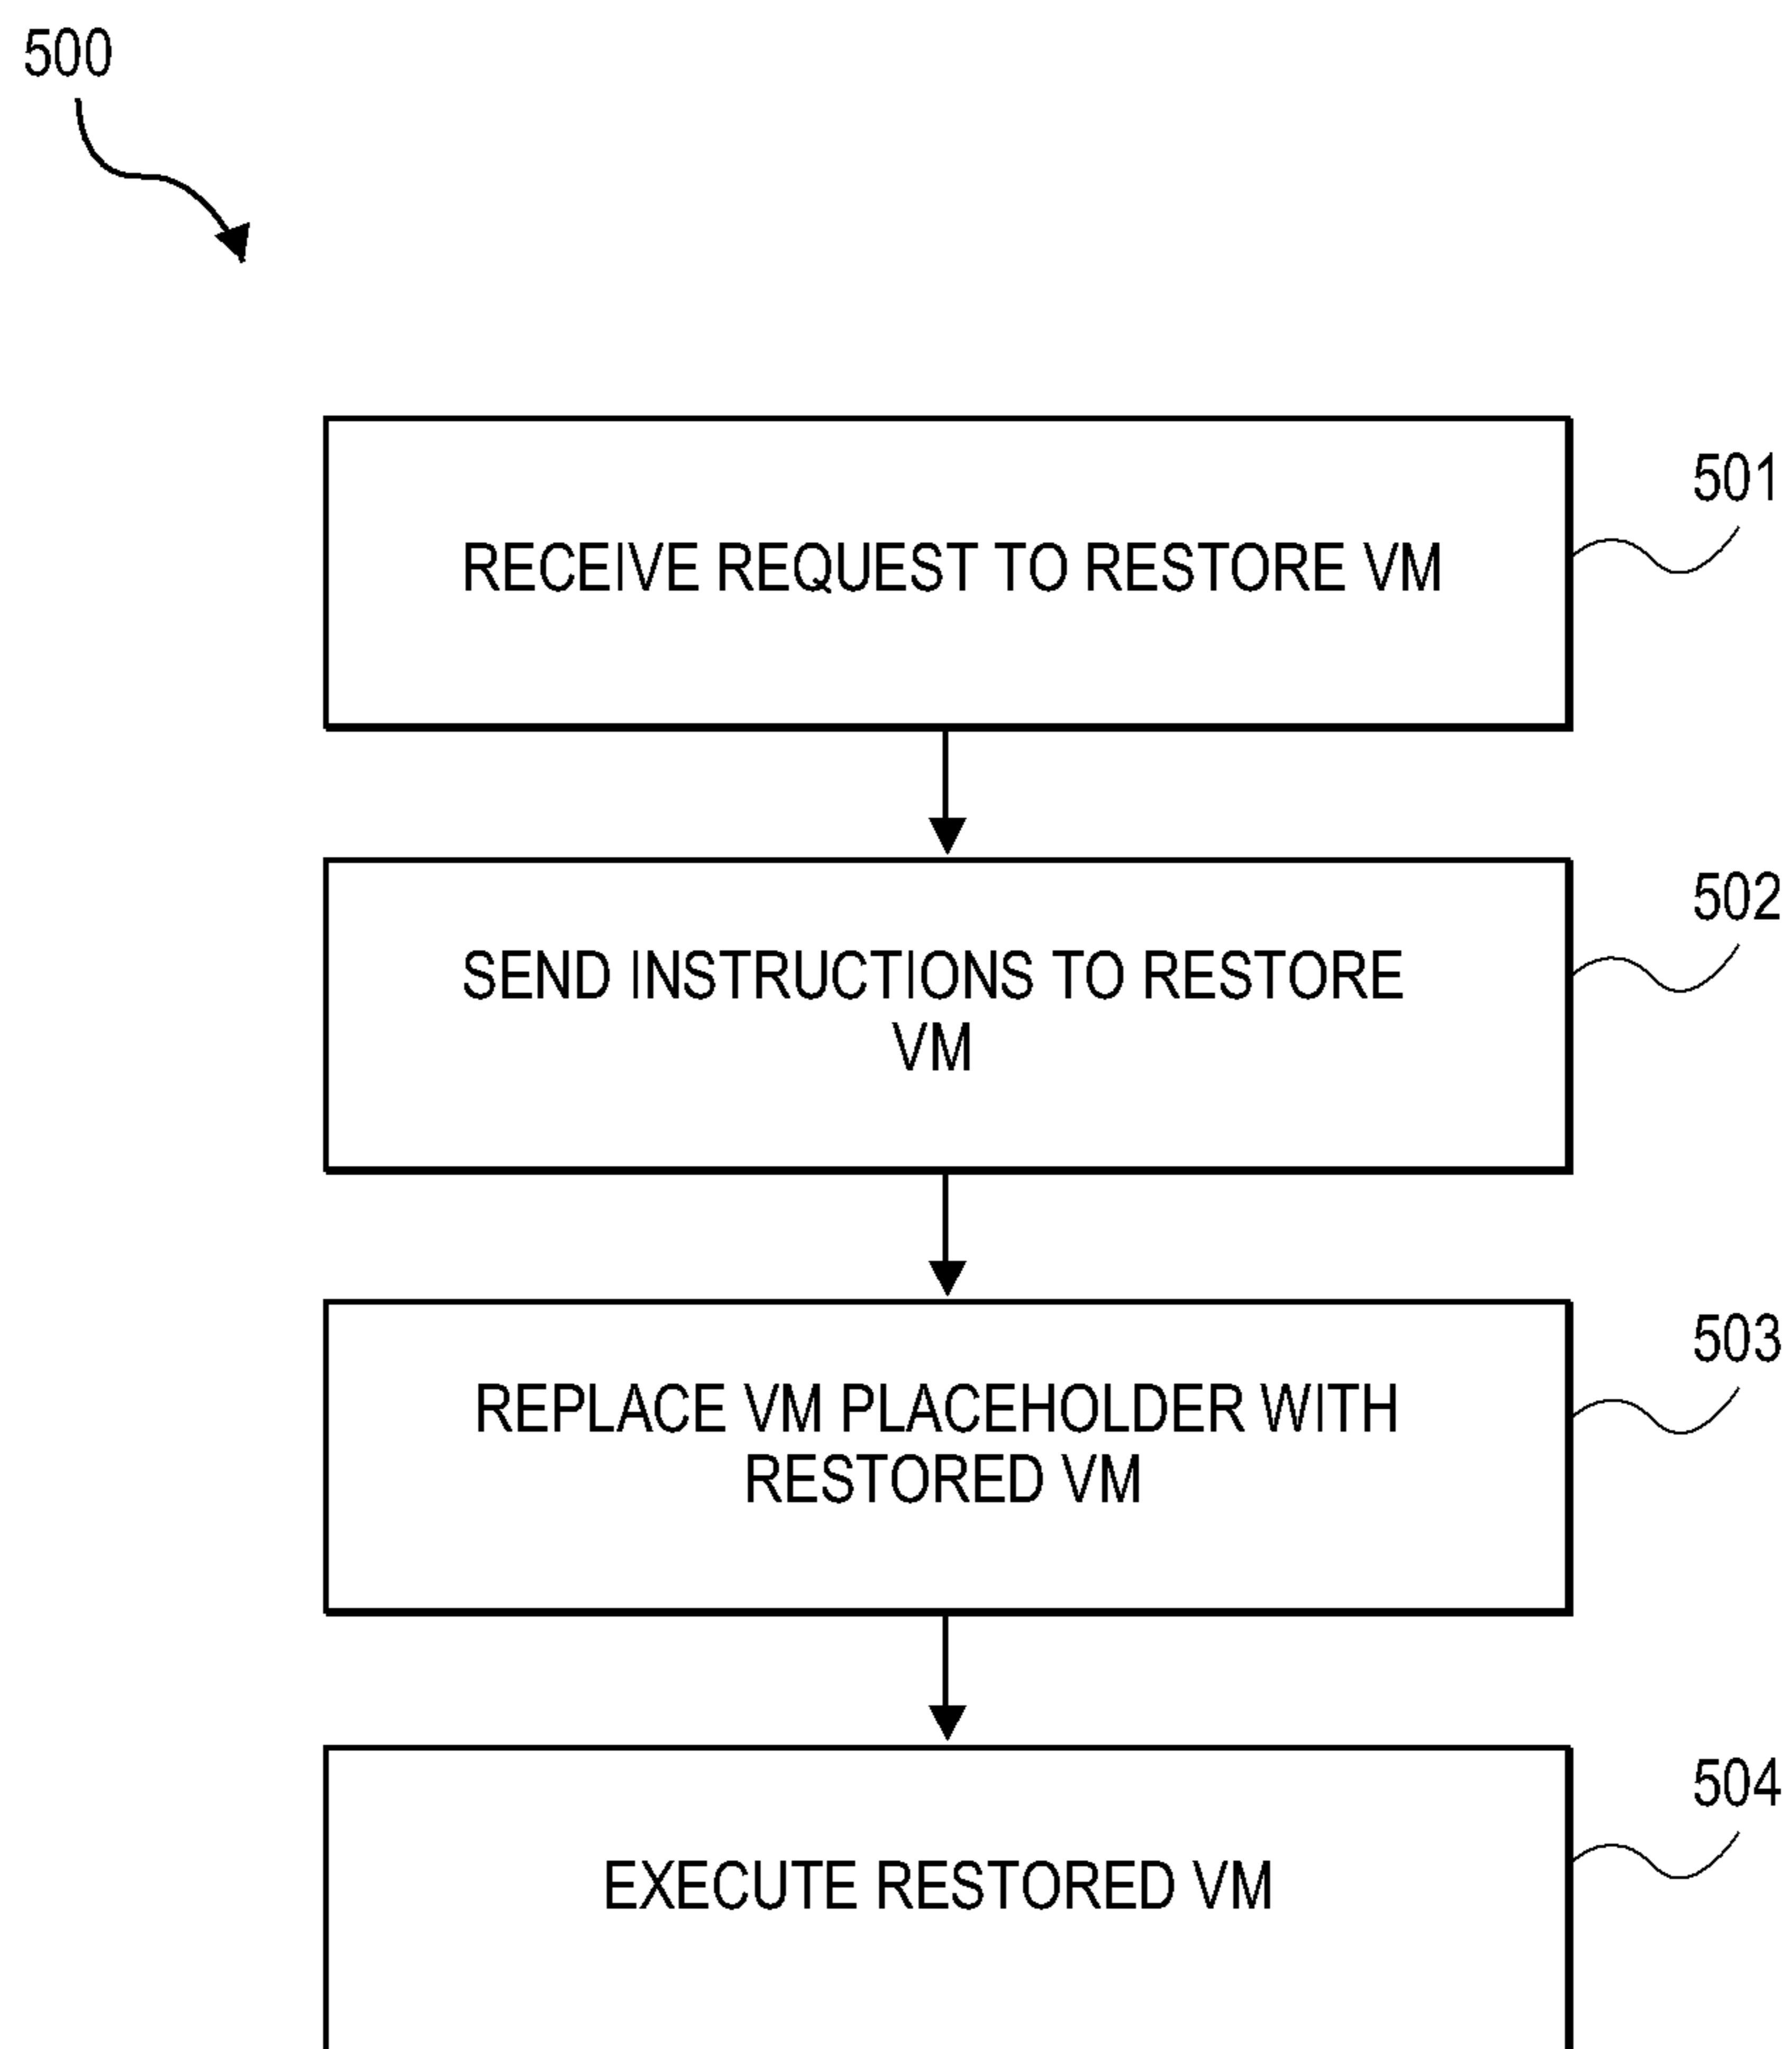 500
501
RECEIVE REQUEST TO RESTORE VM
502
SEND INSTRUCTIONS TO RESTORE
VM
503
REPLACE VM PLACEHOLDER WITH
RESTORED VM
504
EXECUTE RESTORED VM